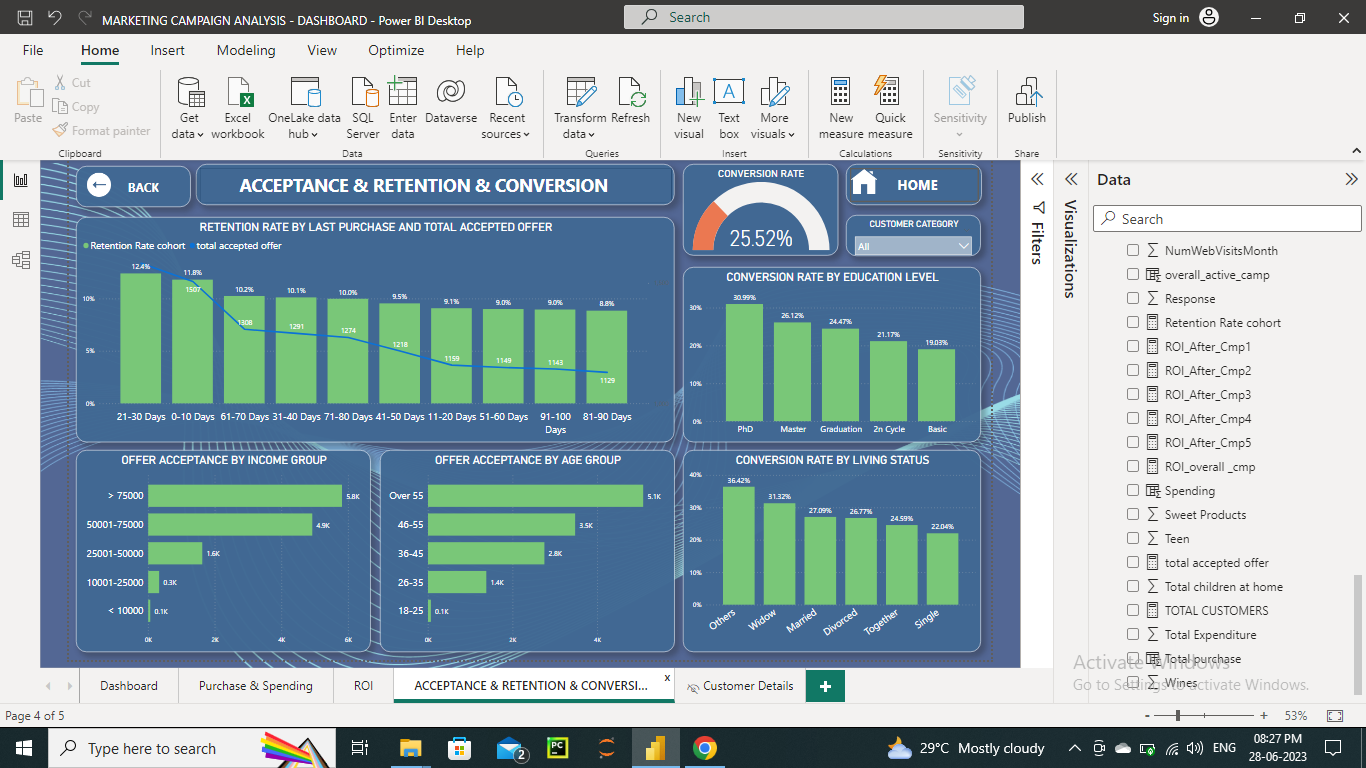 MARKETING CAMPAIGN ANALYSIS - DASHBOARD - Power BI Desktop
Search
Sign in
File Home Insert Modeling View Optimize Help
Paste
Cut
Copy
Format painter
Clipboard
Get data
Excel workbook
OneLake data hub
SQL Server
Enter data
Dataverse
Recent sources
Data
Transform data
Refresh
Queries
New visual
Text box
A
More visuals
Insert
New measure
Quick measure
Calculations
Sensitivity
Sensitivity
Publish
Share
BACK
ACCEPTANCE & RETENTION & CONVERSION
CONVERSION RATE
25.52%
HOME
CUSTOMER CATEGORY
All
RETENTION RATE BY LAST PURCHASE AND TOTAL ACCEPTED OFFER
Retention Rate cohort total accepted offer
12.4% 11.8% 10.2% 10.1% 10.0% 9.5% 9.1% 9.0% 9.0% 8.8%
1507 1308 1291 1274 1218 1159 1149 1143 1129
10%
5%
0%
21-30 Days 0-10 Days 61-70 Days 31-40 Days 71-80 Days 41-50 Days 11-20 Days 51-60 Days 91-100 Days 81-90 Days
CONVERSION RATE BY EDUCATION LEVEL
30.99% 26.12% 24.47% 21.17% 19.03%
30%
20%
10%
0%
PhD Master Graduation 2n Cycle Basic
OFFER ACCEPTANCE BY INCOME GROUP
> 75000 5.8K
50001-75000 4.9K
25001-50000 1.6K
10001-25000 0.3K
< 10000 0.1K
0K 2K 4K 6K
OFFER ACCEPTANCE BY AGE GROUP
Over 55 5.1K
46-55 3.5K
36-45 2.8K
26-35 1.4K
18-25 0.1K
0K 2K 4K
CONVERSION RATE BY LIVING STATUS
36.42% 31.32% 27.09% 26.77% 24.59% 22.04%
40%
30%
20%
10%
0%
Others Widow Married Divorced Together Single
Filters
Visualizations
Data
Search
NumWebVisitsMonth
overall_active_camp
Response
Retention Rate cohort
ROI_After_Cmp1
ROI_After_Cmp2
ROI_After_Cmp3
ROI_After_Cmp4
ROI_After_Cmp5
ROI_overall _cmp
Spending
Sweet Products
Teen
total accepted offer
Total children at home
TOTAL CUSTOMERS
Total Expenditure
Total purchase
Wines
Activate Windows
Go to Settings to activate Windows.
Dashboard Purchase & Spending ROI ACCEPTANCE & RETENTION & CONVERSI... x Customer Details +
Page 4 of 5
- + 53%
Type here to search
2
PC
29°C Mostly cloudy
ENG
08:27 PM
28-06-2023